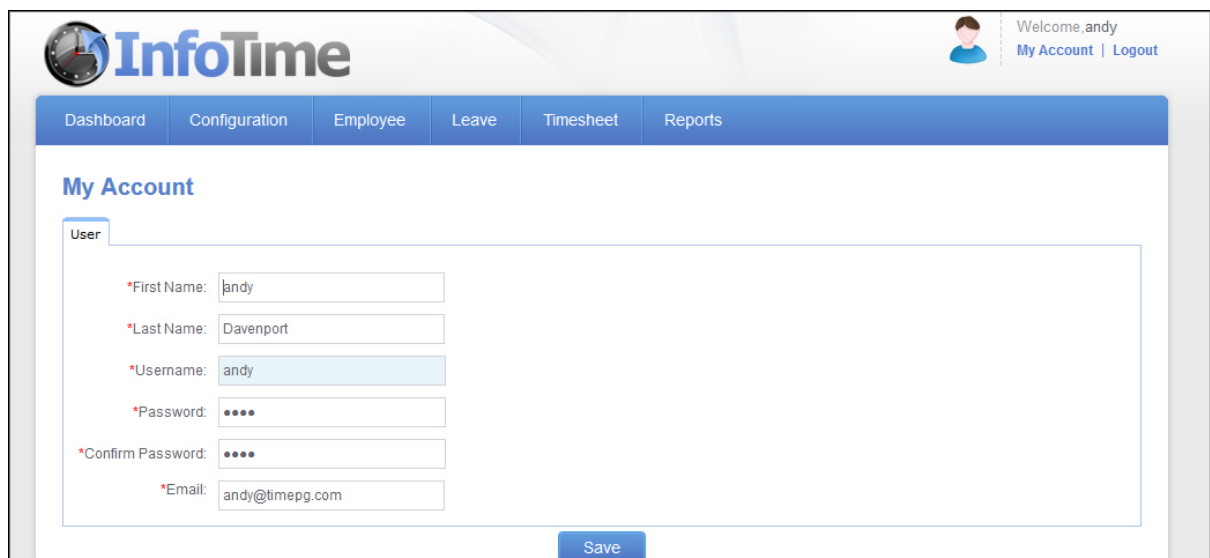 InfoTime
Welcome,andy
My Account | Logout
Dashboard Configuration Employee Leave Timesheet Reports
My Account
User
*First Name: andy
*Last Name: Davenport
*Username: andy
*Password: ••••
*Confirm Password: ••••
*Email: andy@timepg.com
Save